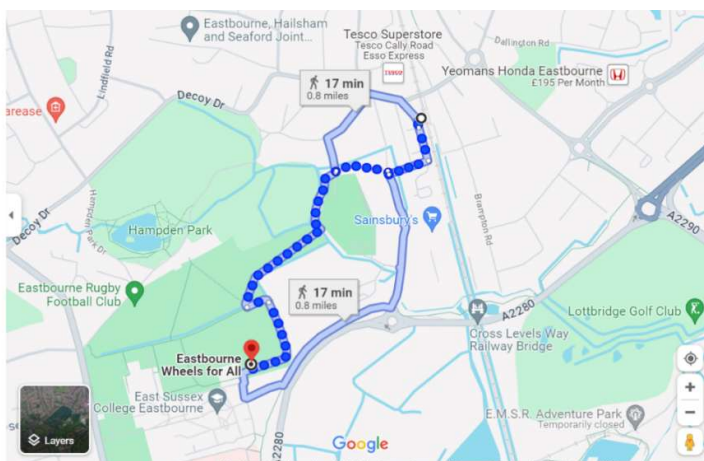 Eastbourne, Hailsham
and Seaford Joint...
Tesco Superstore
Tesco Cally Road
Esso Express
TESCO
Dallington Rd
Lindfield Rd
Yeomans Honda Eastbourne
£195 Per Month
17 min
0.8 miles
Decoy Dr
arease
Hampden Park Dr
Brampton Rd
Sainsbury's
Decoy Dr
Hampden Park
A2290
Eastbourne Rugby
Football Club
17 min
0.8 miles
A2280
Lottbridge Golf Club
Cross Levels Way
Railway Bridge
Eastbourne
Wheels for All
East Sussex
College Eastbourne
E.M.S.R. Adventure Park
Temporarily closed
A2280
Layers
Google